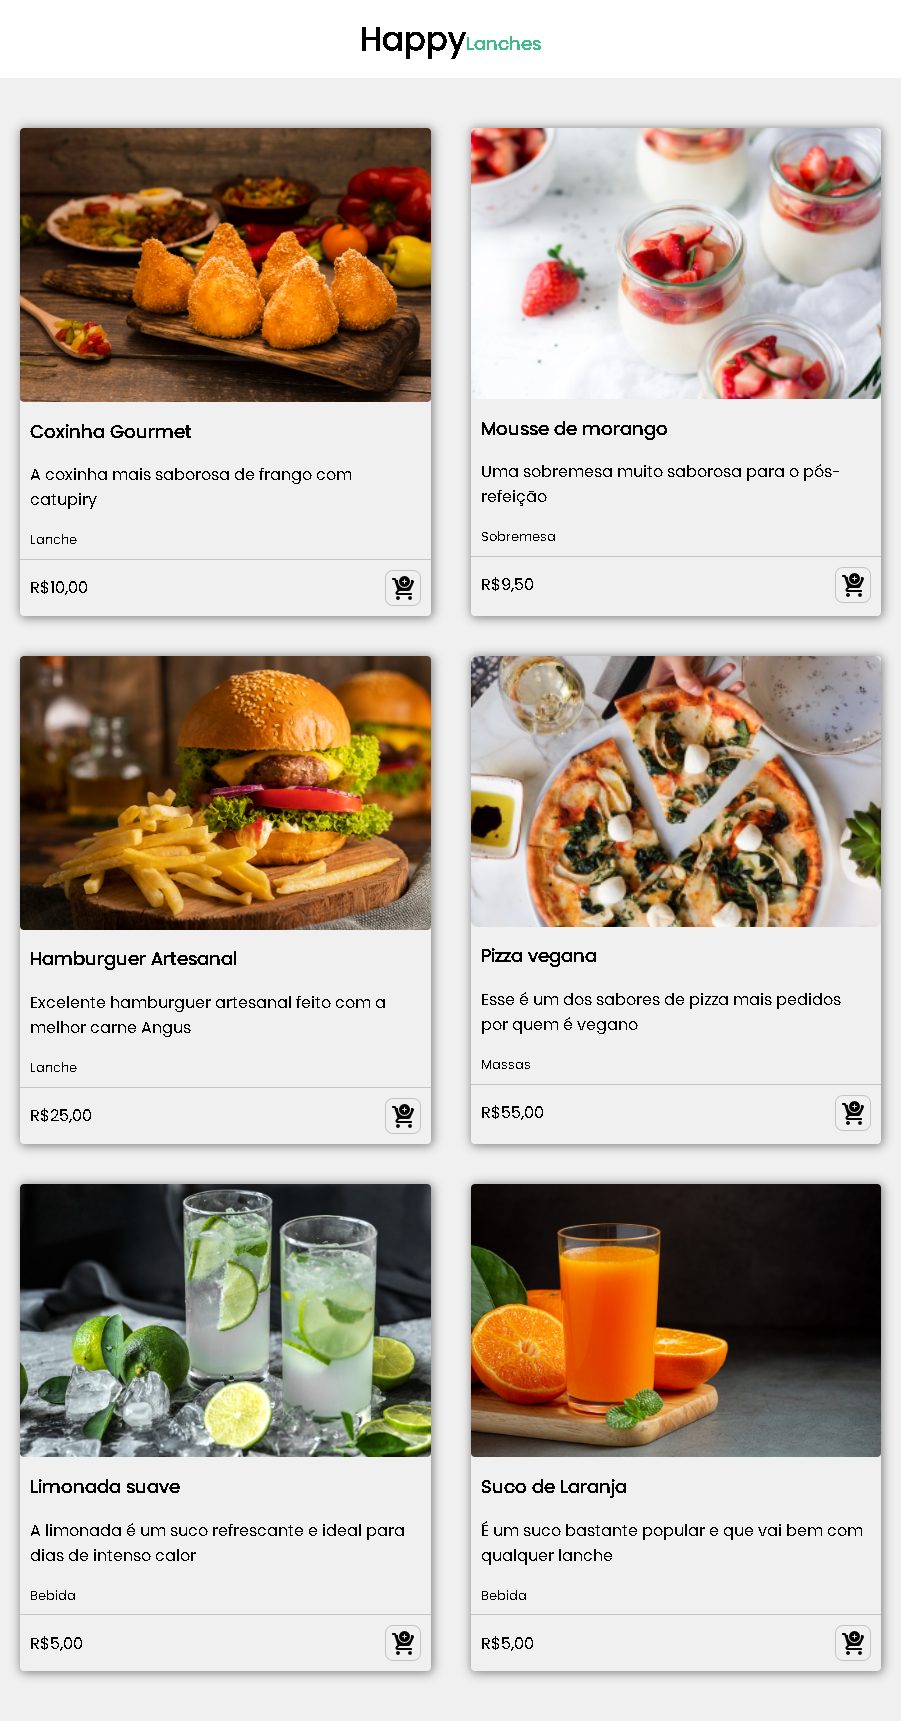 HappyLanches
Coxinha Gourmet
A coxinha mais saborosa de frango com
catupiry
Lanche
R$10,00
Mousse de morango
Uma sobremesa muito saborosa para o pós-
refeição
Sobremesa
R$9,50
Hamburguer Artesanal
Excelente hamburguer artesanal feito com a
melhor carne Angus
Lanche
R$25,00
Pizza vegana
Esse é um dos sabores de pizza mais pedidos
por quem é vegano
Massas
R$55,00
Limonada suave
A limonada é um suco refrescante e ideal para
dias de intenso calor
Bebida
R$5,00
Suco de Laranja
É um suco bastante popular e que vai bem com
qualquer lanche
Bebida
R$5,00